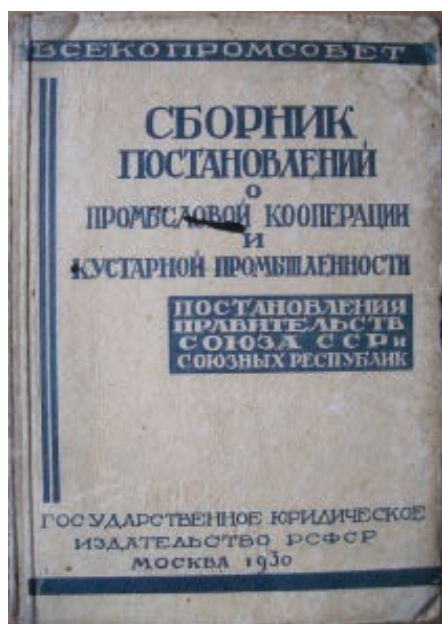 ВСЕКОПРОМСОВЕТ
СБОРНИК
ПОСТАНОВЛЕНИЙ
О
ПРОМЫСЛОВОЙ КООПЕРАЦИИ
И
КУСТАРНОЙ ПРОМЫШЛЕННОСТИ
ПОСТАНОВЛЕНИЯ
ПРАВИТЕЛЬСТВ
СОЮЗА ССР и
СОЮЗНЫХ РЕСПУБЛИК
ГОСУДАРСТВЕННОЕ ЮРИДИЧЕСКОЕ
ИЗДАТЕЛЬСТВО РСФСР
МОСКВА 1930